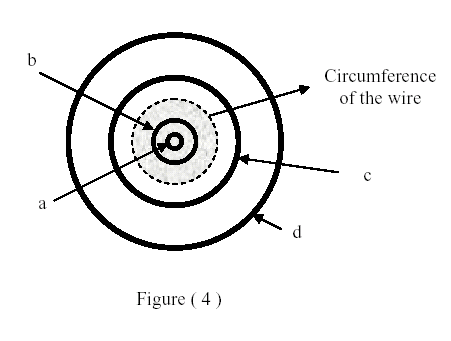 b
Circumference
of the wire
a
c
d
Figure ( 4 )